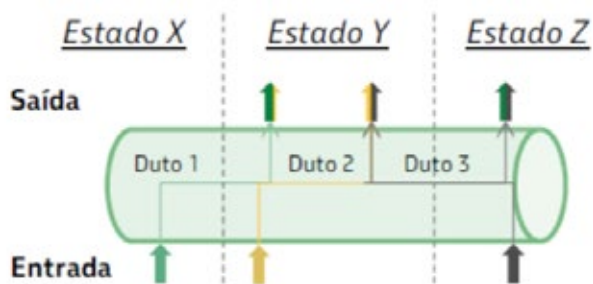 Estado X Estado Y Estado Z
Saída
Duto 1 Duto 2 Duto 3
Entrada